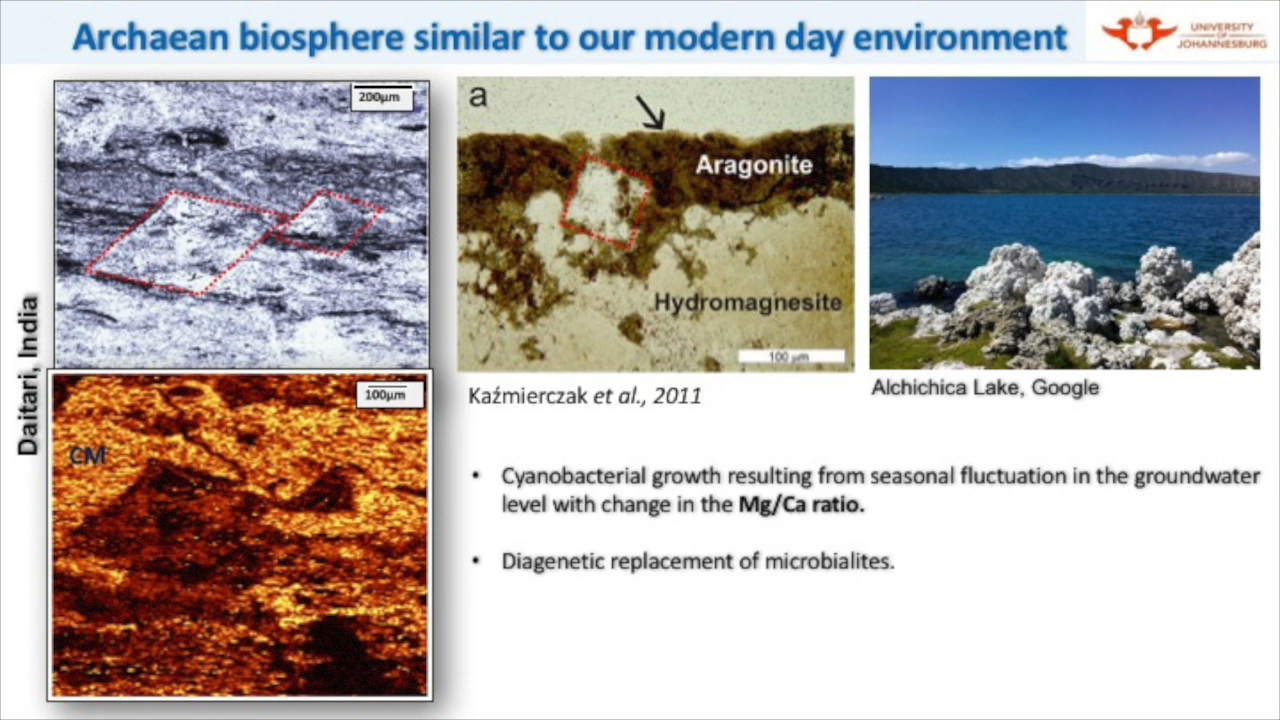 Archaean biosphere similar to our modern day environment
UNIVERSITY
OF
JOHANNESBURG
200µm
Daitari, India
100µm
CM
a
Aragonite
Hydromagnesite
100 µm
Kaźmierczak et al., 2011
Alchichica Lake, Google
• Cyanobacterial growth resulting from seasonal fluctuation in the groundwater
level with change in the Mg/Ca ratio.
• Diagenetic replacement of microbialites.